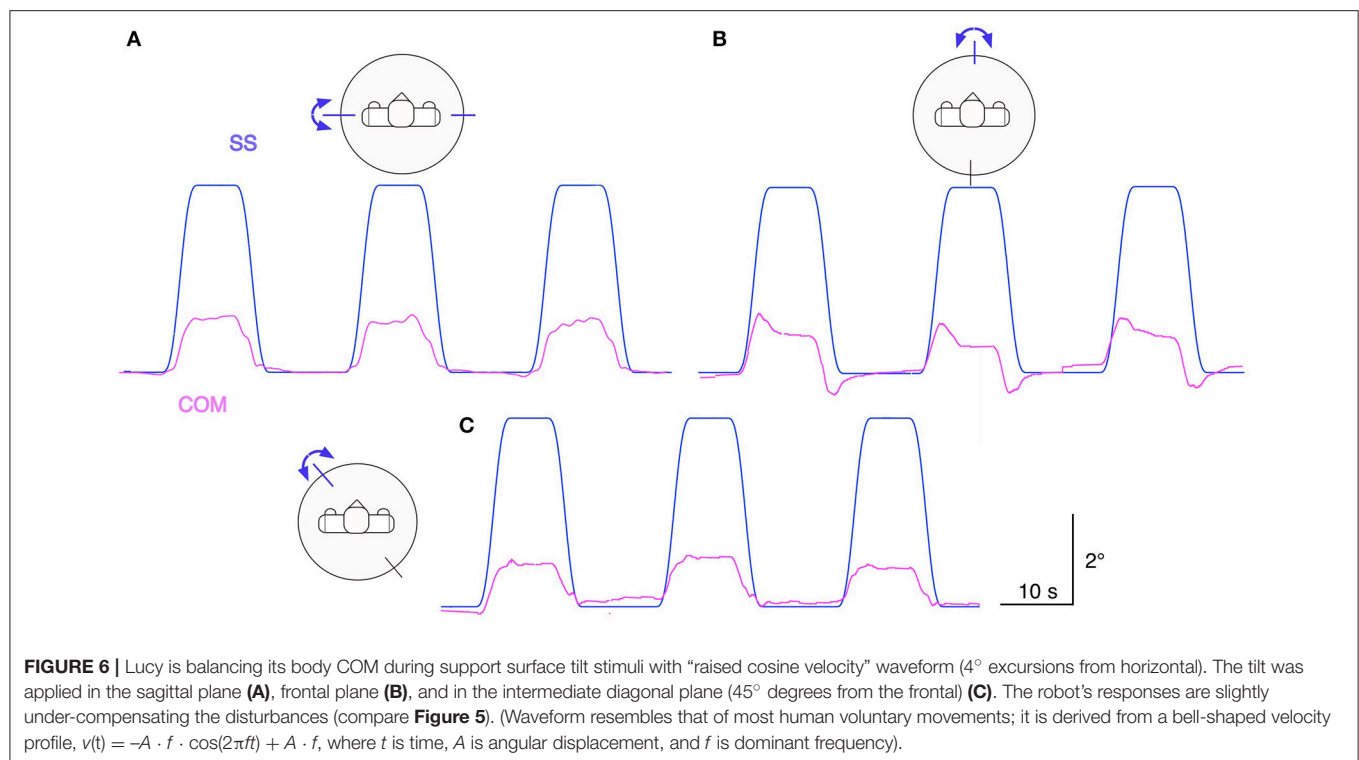 A
B
SS
COM
C
2°
10 s
FIGURE 6 | Lucy is balancing its body COM during support surface tilt stimuli with “raised cosine velocity” waveform (4° excursions from horizontal). The tilt was
applied in the sagittal plane (A), frontal plane (B), and in the intermediate diagonal plane (45° degrees from the frontal) (C). The robot’s responses are slightly
under-compensating the disturbances (compare Figure 5). (Waveform resembles that of most human voluntary movements; it is derived from a bell-shaped velocity
profile, v(t) = –A · f · cos(2πft) + A · f, where t is time, A is angular displacement, and f is dominant frequency).